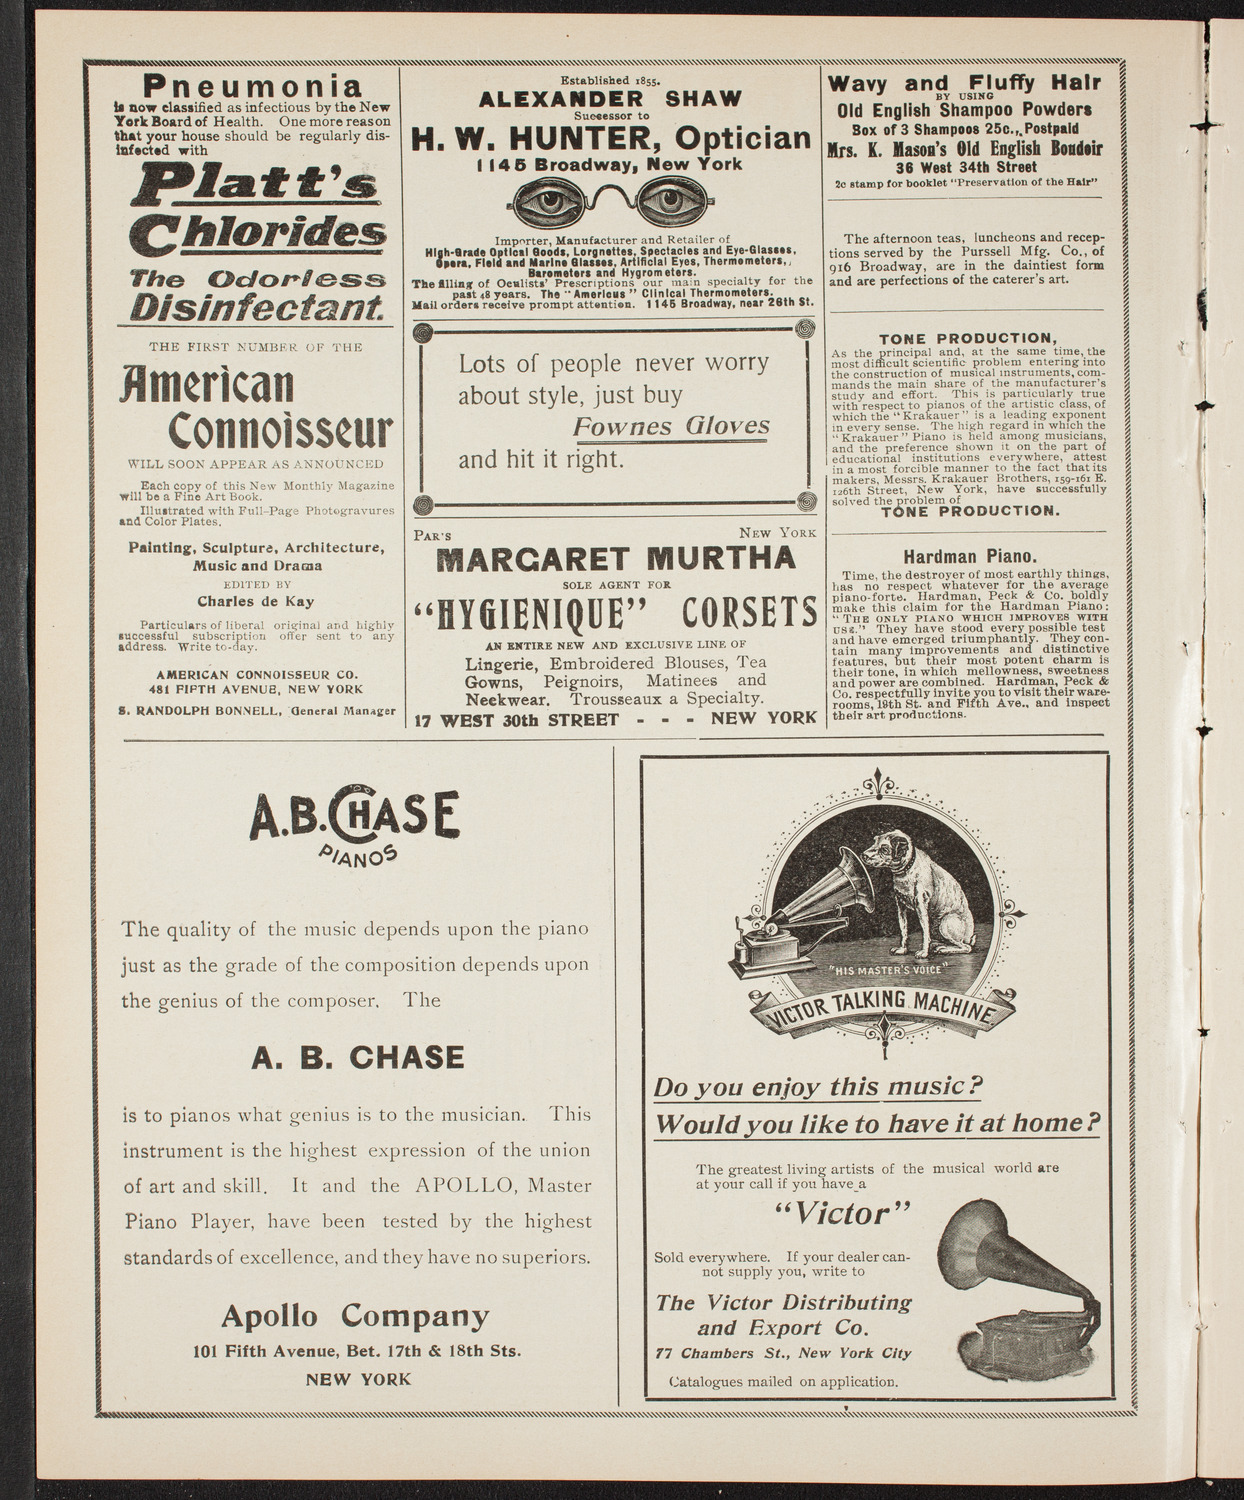 Pneumonia
is now classified as infectious by the New
York Board of Health. One more reason
that your house should be regularly dis-
infected with
Platt's
Chlorides
The Odorless
Disinfectant.
THE FIRST NUMBER OF THE
American
Connoisseur
WILL SOON APPEAR AS ANNOUNCED
Each copy of this New Monthly Magazine
will be a Fine Art Book.
Illustrated with Full-Page Photogravures
and Color Plates.
Painting, Sculpture, Architecture,
Music and Drama
EDITED BY
Charles de Kay
Particulars of liberal original and highly
successful subscription offer sent to any
address. Write to-day.
AMERICAN CONNOISSEUR CO.
481 FIFTH AVENUE, NEW YORK
S. RANDOLPH BONNELL, General Manager
Established 1855.
ALEXANDER SHAW
Successor to
H. W. HUNTER, Optician
1145 Broadway, New York
Importer, Manufacturer and Retailer of
High-Grade Optical Goods, Lorgnettes, Spectacles and Eye-Glasses,
Opera, Field and Marine Glasses, Artificial Eyes, Thermometers,
Barometers and Hygrometers.
The filling of Oculists' Prescriptions our main specialty for the
past 48 years. The "Americus" Clinical Thermometers.
Mail orders receive prompt attention. 1145 Broadway, near 26th St.
Lots of people never worry
about style, just buy
Fownes Gloves
and hit it right.
PAR'S NEW YORK
MARGARET MURTHA
SOLE AGENT FOR
"HYGIENIQUE" CORSETS
AN ENTIRE NEW AND EXCLUSIVE LINE OF
Lingerie, Embroidered Blouses, Tea
Gowns, Peignoirs, Matinees and
Neckwear. Trousseaux a Specialty.
17 WEST 30th STREET - - - NEW YORK
Wavy and Fluffy Hair
BY USING
Old English Shampoo Powders
Box of 3 Shampoos 25c., Postpaid
Mrs. K. Mason's Old English Boudoir
36 West 34th Street
2c stamp for booklet "Preservation of the Hair"
The afternoon teas, luncheons and recep-
tions served by the Purssell Mfg. Co., of
916 Broadway, are in the daintiest form
and are perfections of the caterer's art.
TONE PRODUCTION,
As the principal and, at the same time, the
most difficult scientific problem entering into
the construction of musical instruments, com-
mands the main share of the manufacturer's
study and effort. This is particularly true
with respect to pianos of the artistic class, of
which the "Krakauer" is a leading exponent
in every sense. The high regard in which the
"Krakauer" Piano is held among musicians,
and the preference shown it on the part of
educational institutions everywhere, attest
in a most forcible manner to the fact that its
makers, Messrs. Krakauer Brothers, 159-161 E.
126th Street, New York, have successfully
solved the problem of
TONE PRODUCTION.
Hardman Piano.
Time, the destroyer of most earthly things,
has no respect whatever for the average
piano-forte. Hardman, Peck & Co. boldly
make this claim for the Hardman Piano:
"THE ONLY PIANO WHICH IMPROVES WITH
USE." They have stood every possible test
and have emerged triumphantly. They con-
tain many improvements and distinctive
features, but their most potent charm is
their tone, in which mellowness, sweetness
and power are combined. Hardman, Peck &
Co. respectfully invite you to visit their ware-
rooms, 19th St. and Fifth Ave., and inspect
their art productions.
A.B. CHASE
PIANOS
The quality of the music depends upon the piano
just as the grade of the composition depends upon
the genius of the composer. The
A. B. CHASE
is to pianos what genius is to the musician. This
instrument is the highest expression of the union
of art and skill. It and the APOLLO, Master
Piano Player, have been tested by the highest
standards of excellence, and they have no superiors.
Apollo Company
101 Fifth Avenue, Bet. 17th & 18th Sts.
NEW YORK
"HIS MASTER'S VOICE"
VICTOR TALKING MACHINE
Do you enjoy this music?
Would you like to have it at home?
The greatest living artists of the musical world are
at your call if you have a
"Victor"
Sold everywhere. If your dealer can-
not supply you, write to
The Victor Distributing
and Export Co.
77 Chambers St., New York City
Catalogues mailed on application.